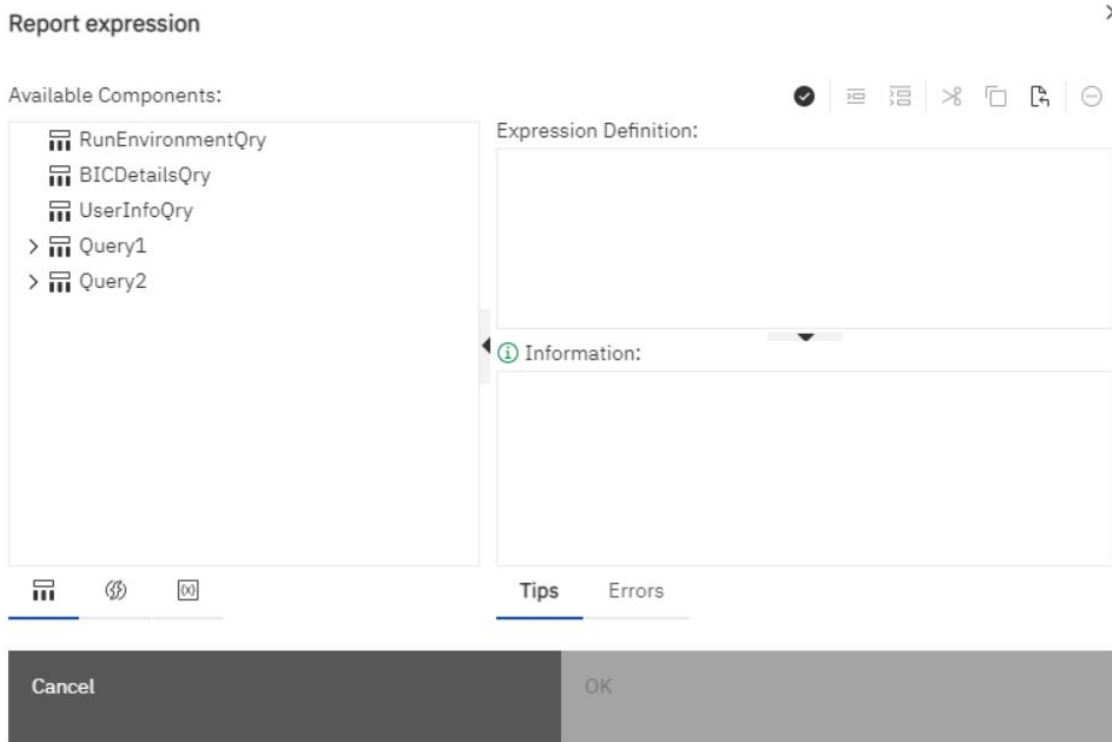 Report expression
Available Components:
Expression Definition:
RunEnvironmentQry
BICDetailsQry
UserInfoQry
Query1
Query2
Information:
Tips
Errors
Cancel
OK